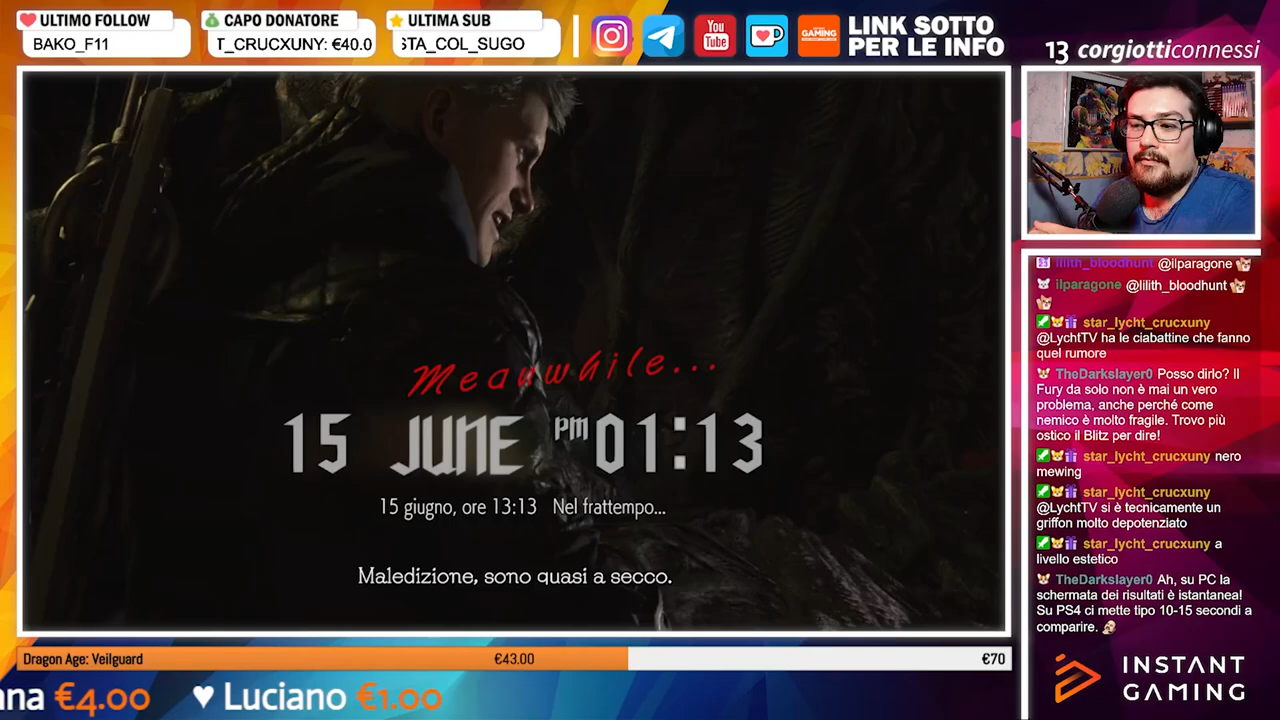 ULTIMO FOLLOW
BAKO_F11
CAPO DONATORE
T_CRUCXUNY: €40.0
ULTIMA SUB
STA_COL_SUGO
You
Tube
GAMING
LINK SOTTO
PER LE INFO
13 corgiotticonnessi
Meanwhile...
15 JUNE PM 01:13
15 giugno, ore 13:13 Nel frattempo...
Maledizione, sono quasi a secco.
lilith_bloodhunt @ilparagone
ilparagone @lilith_bloodhunt
star_lycht_crucxuny
@LychtTV ha le ciabattine che fanno
quel rumore
TheDarkslayer0 Posso dirlo? Il
Fury da solo non è mai un vero
problema, anche perché come
nemico è molto fragile. Trovo più
ostico il Blitz per dire!
star_lycht_crucxuny nero
mewing
star_lycht_crucxuny
@LychtTV si è tecnicamente un
griffon molto depotenziato
star_lycht_crucxuny a
livello estetico
TheDarkslayer0 Ah, su PC la
schermata dei risultati è istantanea!
Su PS4 ci mette tipo 10-15 secondi a
comparire.
Dragon Age: Veilguard €43.00 €70
na €4.00 ♥ Luciano €1.00
INSTANT
GAMING